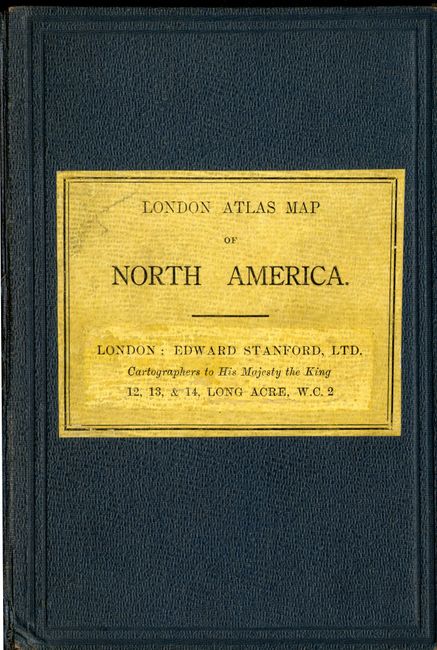 LONDON ATLAS MAP
OF
NORTH AMERICA.
LONDON : EDWARD STANFORD, LTD.
Cartographers to His Majesty the King
12, 13, & 14, LONG ACRE, W.C. 2